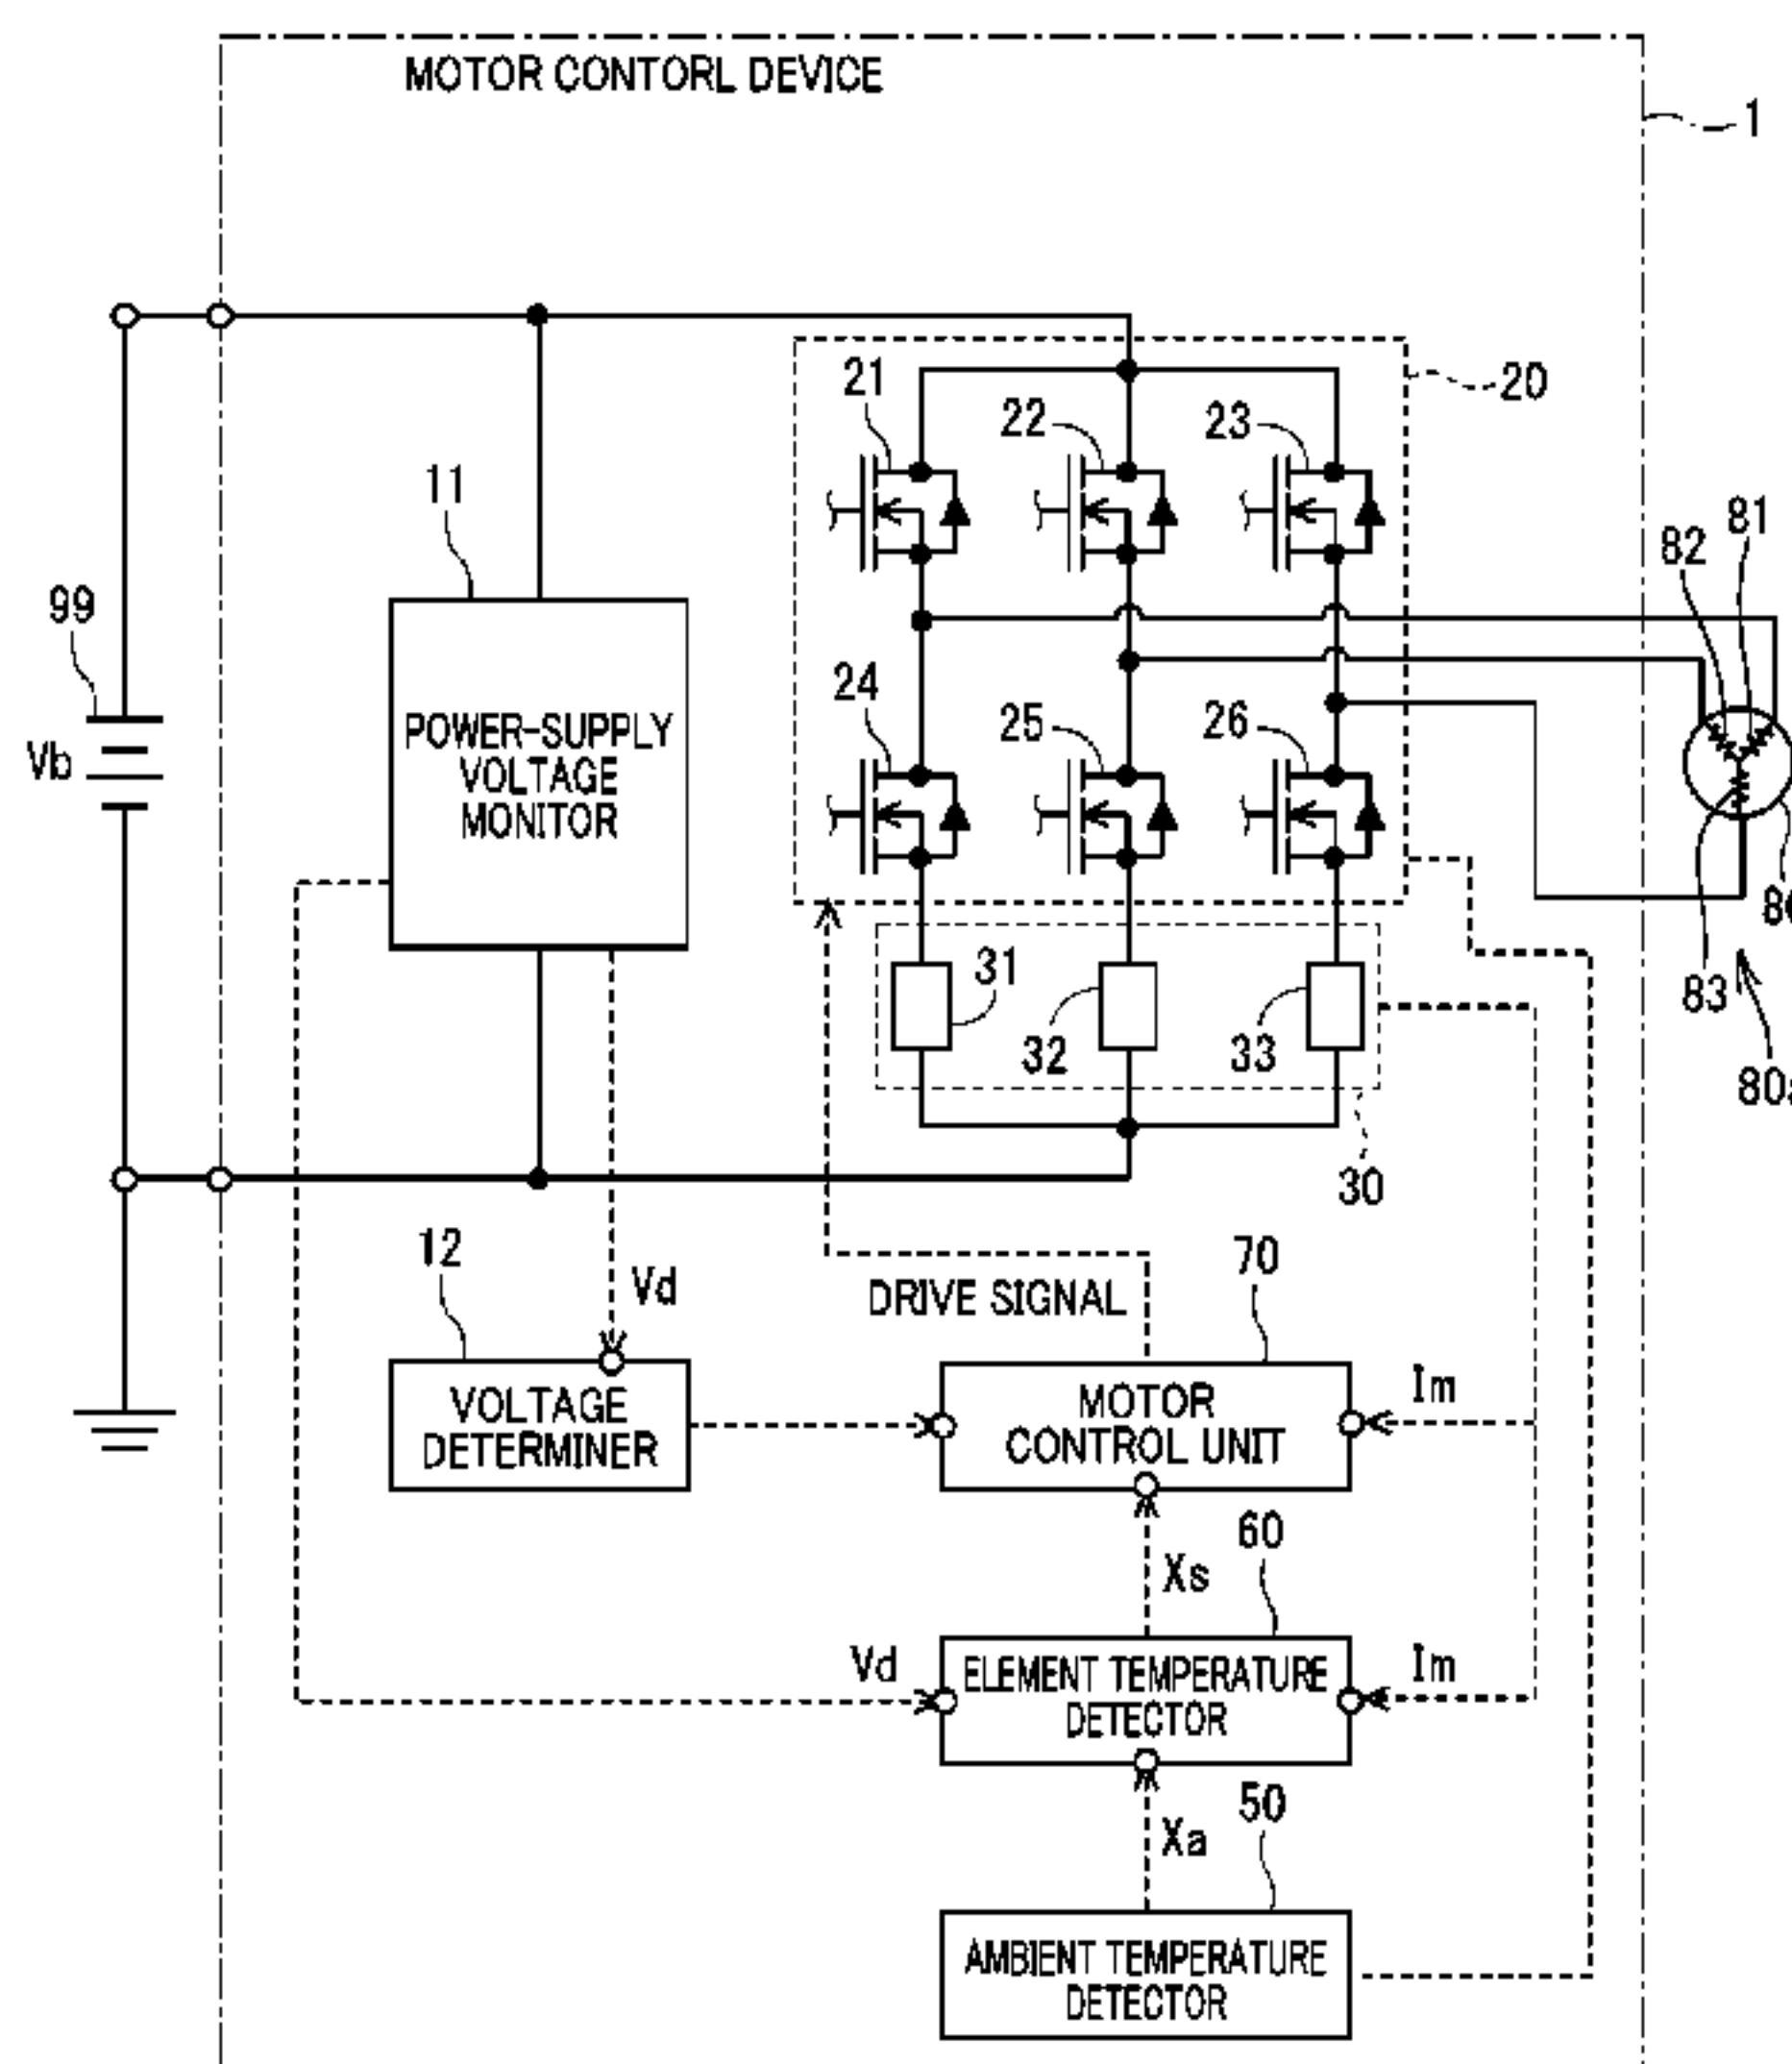 MOTOR CONTORL DEVICE
1
21
22
23
20
11
82
81
99
24
25
26
Vb
POWER-SUPPLY
VOLTAGE
MONITOR
31
32
33
83
30
12
Vd
DRIVE SIGNAL
70
VOLTAGE
DETERMINER
MOTOR
CONTROL UNIT
Im
60
Xs
Vd
ELEMENT TEMPERATURE
DETECTOR
Im
50
Xa
AMBIENT TEMPERATURE
DETECTOR